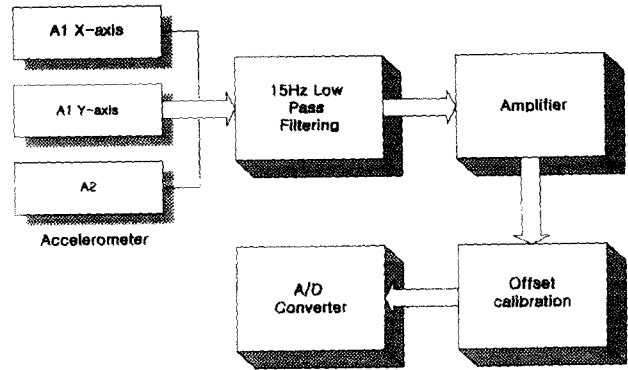 A1 X-axis
A1 Y-axis
A2
Accelerometer
15Hz Low
Pass
Filtering
Amplifier
Offset
calibration
A/D
Converter